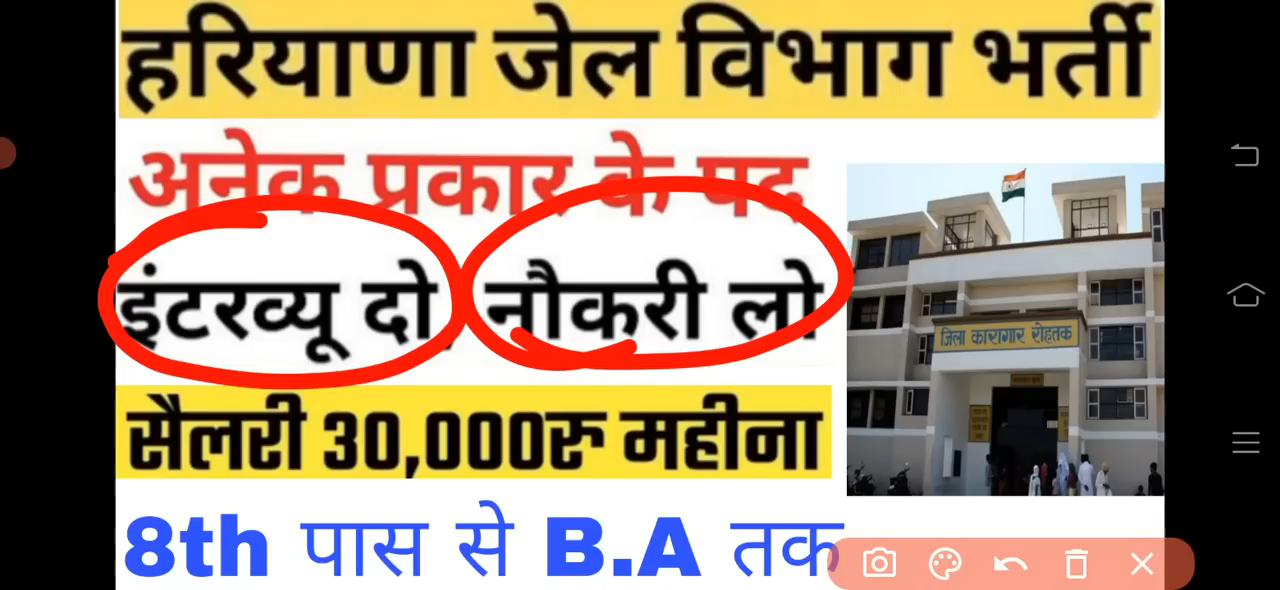 हरियाणा जेल विभाग भर्ती
अनेक प्रकार के पद
इंटरव्यू दो, नौकरी लो
सैलरी 30,000रु महीना
8th पास से B.A तक
जिला कारागार रोहतक